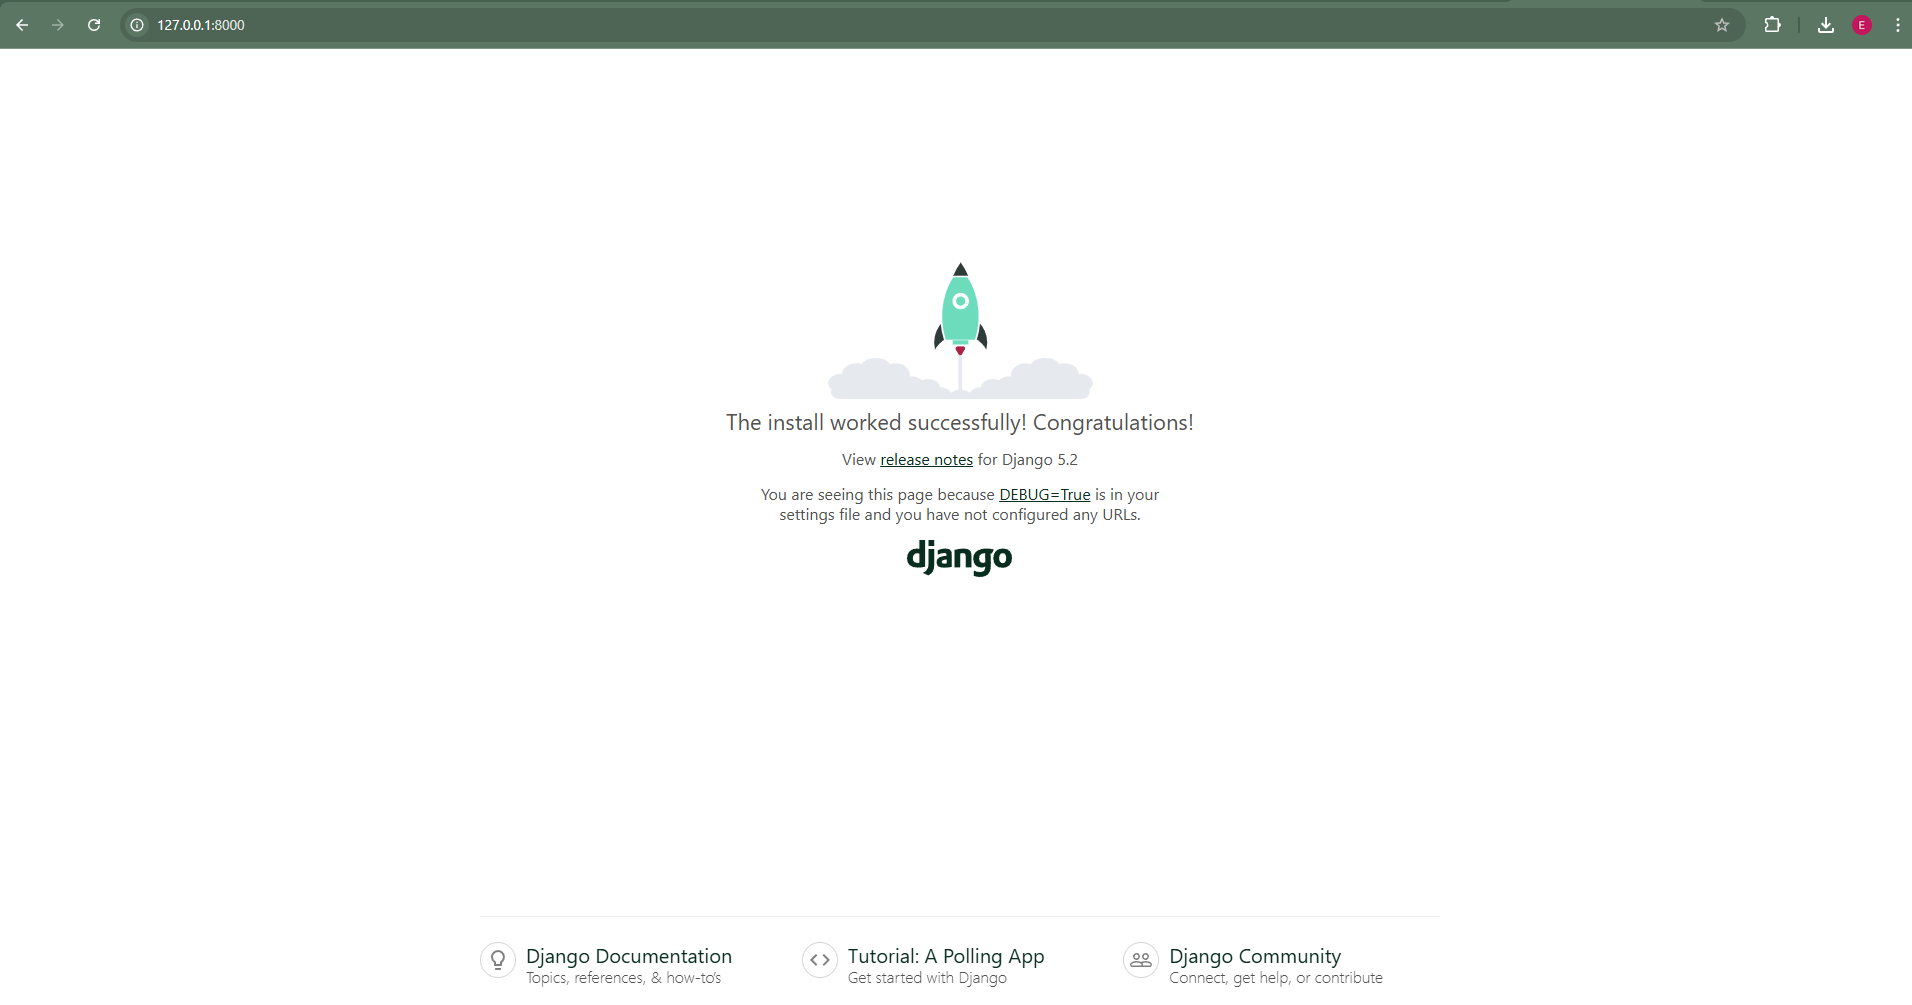 127.0.0.1:8000
E
The install worked successfully! Congratulations!
View release notes for Django 5.2
You are seeing this page because DEBUG=True is in your
settings file and you have not configured any URLs.
django
Django Documentation
Topics, references, & how-to's
Tutorial: A Polling App
Get started with Django
Django Community
Connect, get help, or contribute